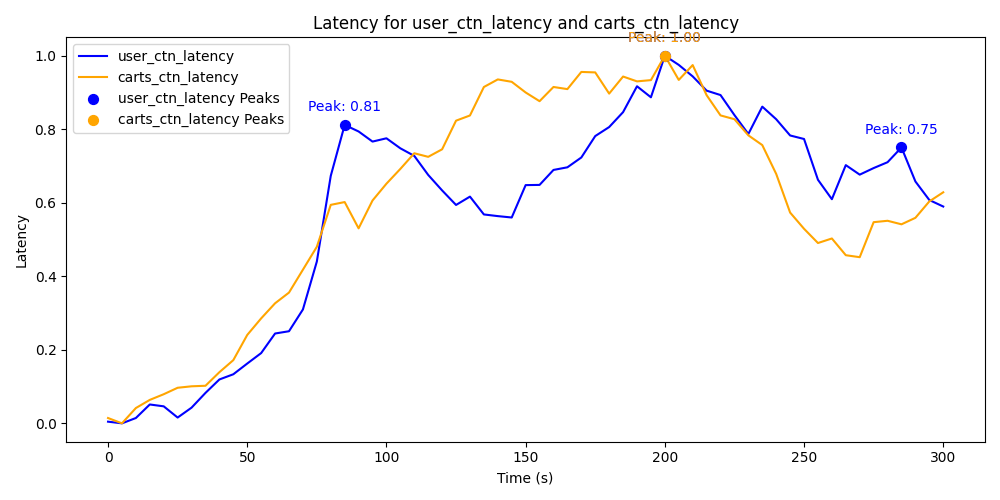 Latency for user_ctn_latency and carts_ctn_latency
Peak: 1.00
user_ctn_latency
carts_ctn_latency
user_ctn_latency Peaks
carts_ctn_latency Peaks
Peak: 0.81
Peak: 0.75
Latency
1.0
0.8
0.6
0.4
0.2
0.0
0 50 100 150 200 250 300
Time (s)